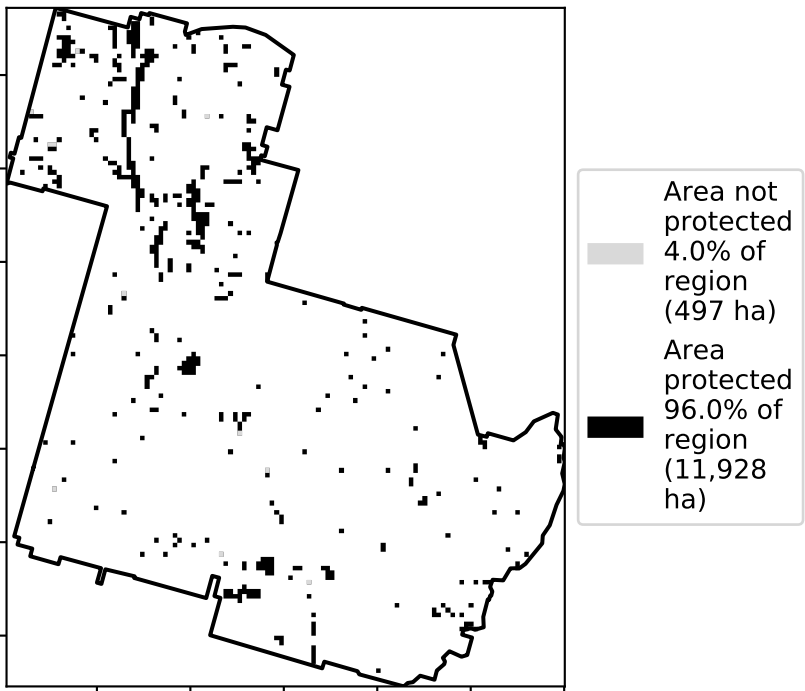 Area not
protected
4.0% of
region
(497 ha)
Area
protected
96.0% of
region
(11,928
ha)